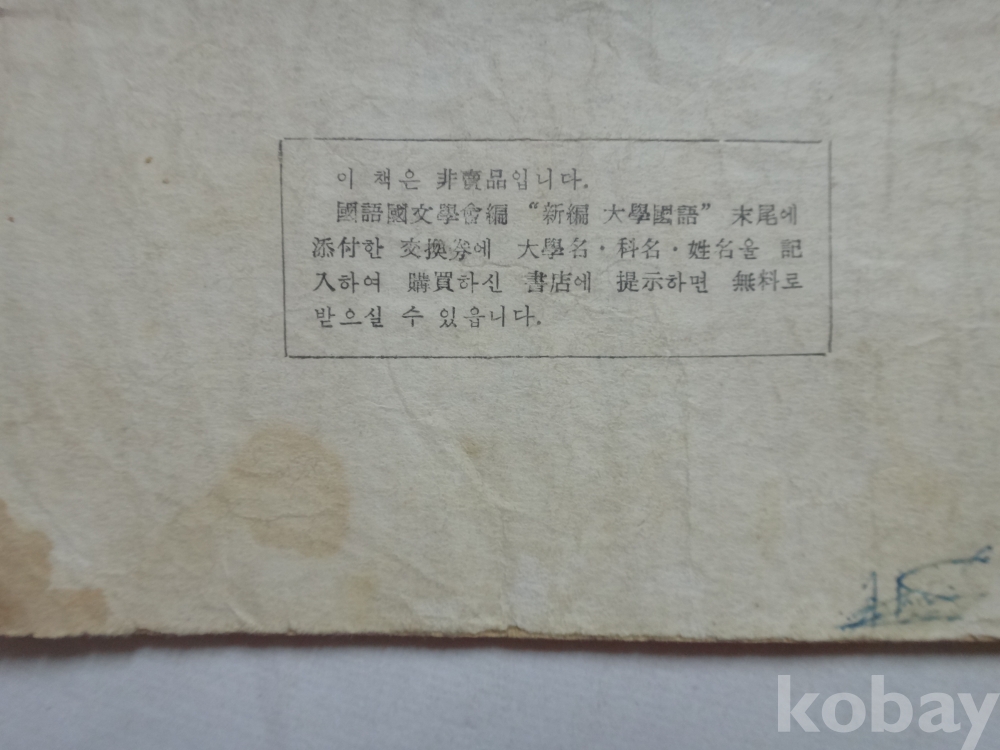 이 책은 非賣品입니다.
國語國文學會編 “新編 大學國語” 末尾에
添付한 交換券에 大學名·科名·姓名을 記
入하여 購買하신 書店에 提示하면 無料로
받으실 수 있읍니다.
kobay